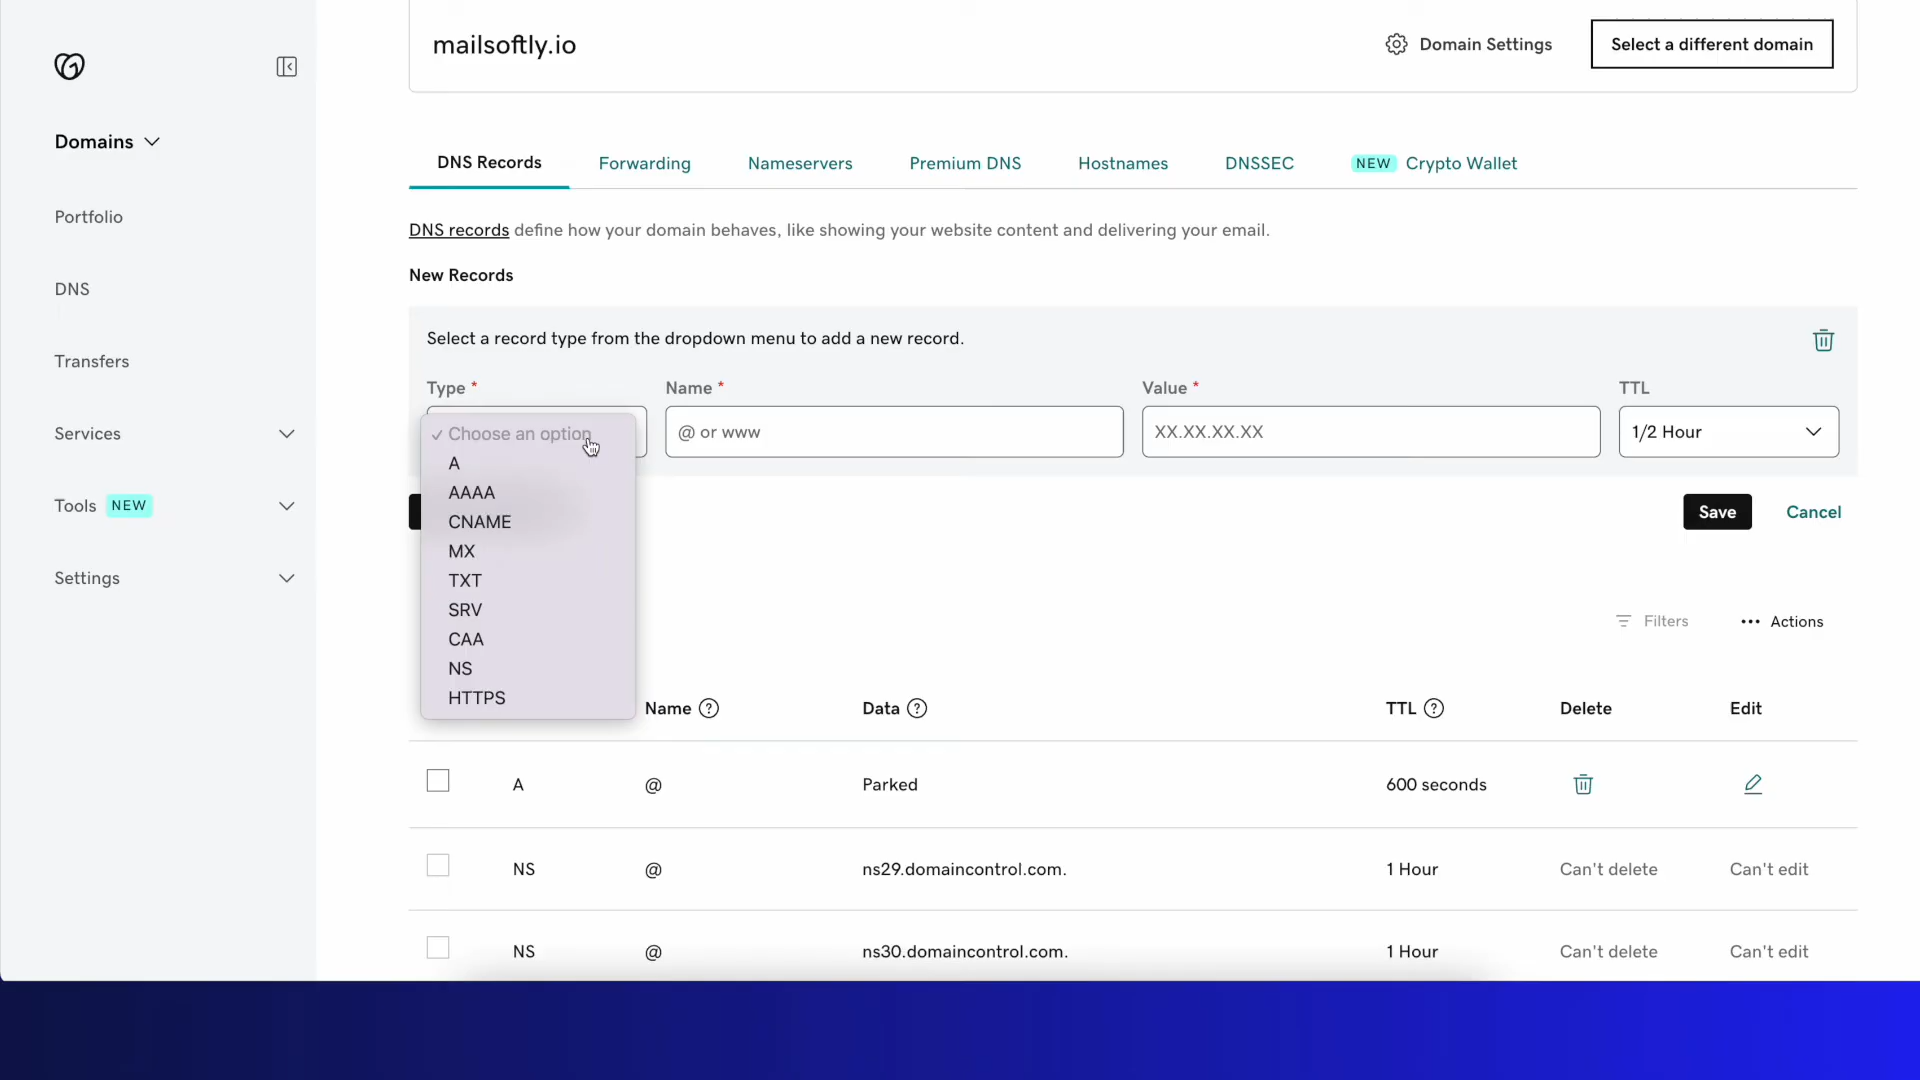 mailsoftly.io
Domain Settings
Select a different domain
Domains
Portfolio
DNS
Transfers
Services
Tools NEW
Settings
DNS Records Forwarding Nameservers Premium DNS Hostnames DNSSEC NEW Crypto Wallet
DNS records define how your domain behaves, like showing your website content and delivering your email.
New Records
Select a record type from the dropdown menu to add a new record.
Type * Name * Value * TTL
✓ Choose an option @ or www XX.XX.XX.XX 1/2 Hour
A
AAAA
CNAME
MX
TXT
SRV
CAA
NS
HTTPS
Save Cancel
Filters ••• Actions
Name ? Data ? TTL ? Delete Edit
A @ Parked 600 seconds
NS @ ns29.domaincontrol.com. 1 Hour Can't delete Can't edit
NS @ ns30.domaincontrol.com. 1 Hour Can't delete Can't edit